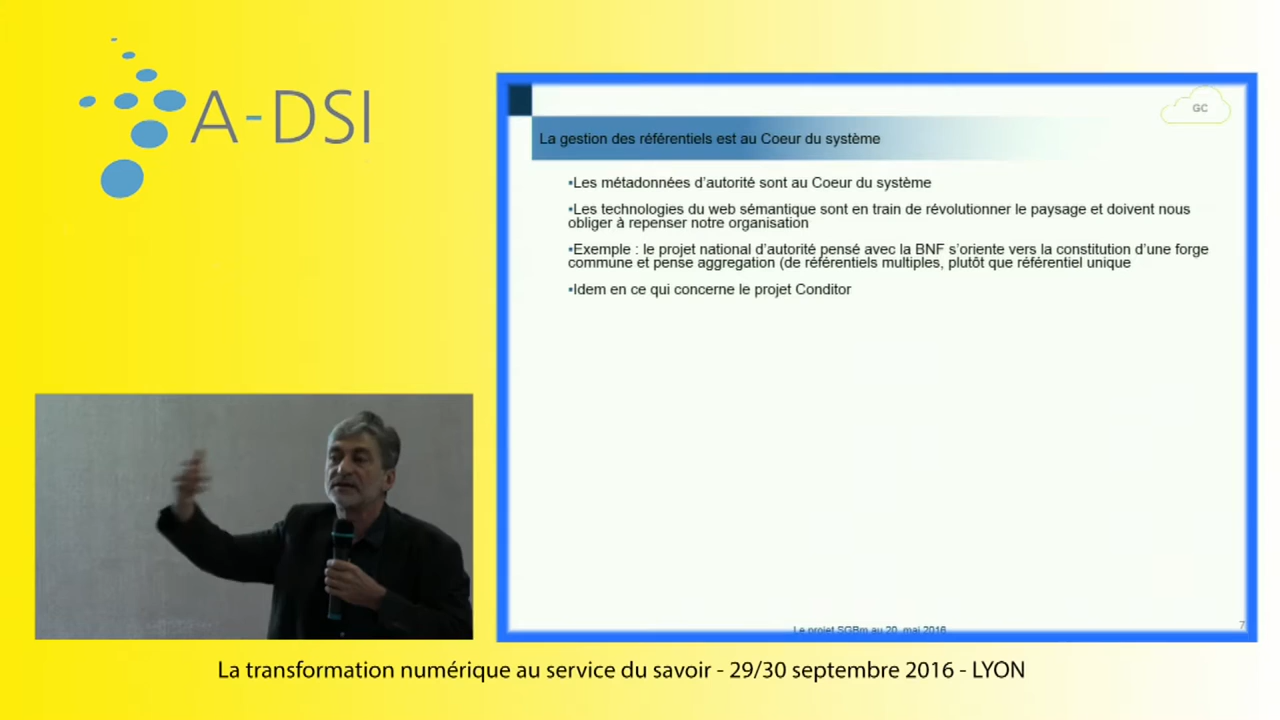 A-DSI
GC
La gestion des référentiels est au Coeur du système
▪Les métadonnées d’autorité sont au Coeur du système
▪Les technologies du web sémantique sont en train de révolutionner le paysage et doivent nous
obliger à repenser notre organisation
▪Exemple : le projet national d’autorité pensé avec la BNF s’oriente vers la constitution d’une forge
commune et pense aggregation (de référentiels multiples, plutôt que référentiel unique
▪Idem en ce qui concerne le projet Conditor
Le projet SGBm au 20 mai 2016
7
La transformation numérique au service du savoir - 29/30 septembre 2016 - LYON